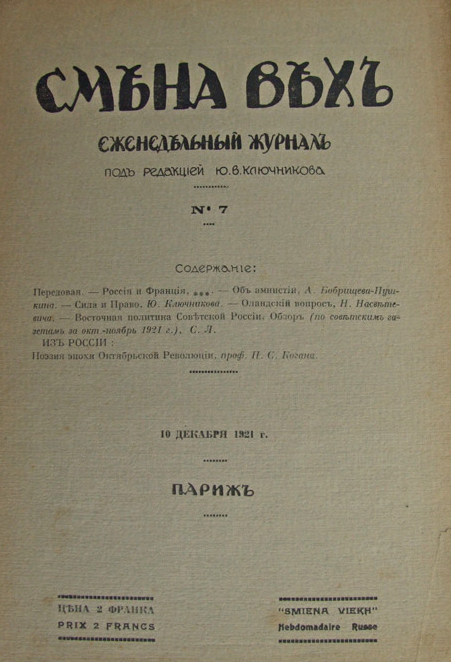 СМѢНА ВѢХЪ
ЕЖЕНЕДѢЛЬНЫЙ ЖУРНАЛЪ
ПОДЪ РЕДАКЦІЕЙ Ю.В.КЛЮЧНИКОВА
№ 7
СОДЕРЖАНІЕ:
Передовая. — Россія и Франція, ***. — Объ амнистіи, А. Бобрищева-Пуш-
кина. — Сила и Право, Ю. Ключникова. — Оландскій вопросъ, Н. Насвѣте-
вича. — Восточная политика Совѣтской Россіи. Обзоръ (по совѣтскимъ га-
зетамъ за окт.-ноябрь 1921 г.), С. Л.
ИЗЪ РОССІИ :
Поэзия эпохи Октябрьской Революціи, проф. П. С. Когана.
10 ДЕКАБРЯ 1921 г.
ПАРИЖЪ
ЦѢНА 2 ФРАНКА
PRIX 2 FRANCS
"SMIENA VIEKH"
Hebdomadaire Russe